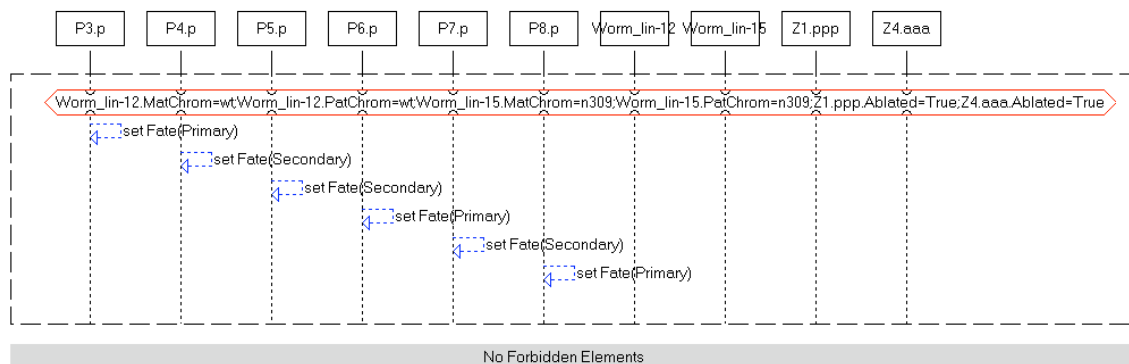 P3.p P4.p P5.p P6.p P7.p P8.p Worm_lin-12 Worm_lin-15 Z1.ppp Z4.aaa
Worm_lin-12.MatChrom=wt;Worm_lin-12.PatChrom=wt;Worm_lin-15.MatChrom=n309;Worm_lin-15.PatChrom=n309;Z1.ppp.Ablated=True;Z4.aaa.Ablated=True
set Fate(Primary)
set Fate(Secondary)
set Fate(Secondary)
set Fate(Primary)
set Fate(Secondary)
set Fate(Primary)
No Forbidden Elements